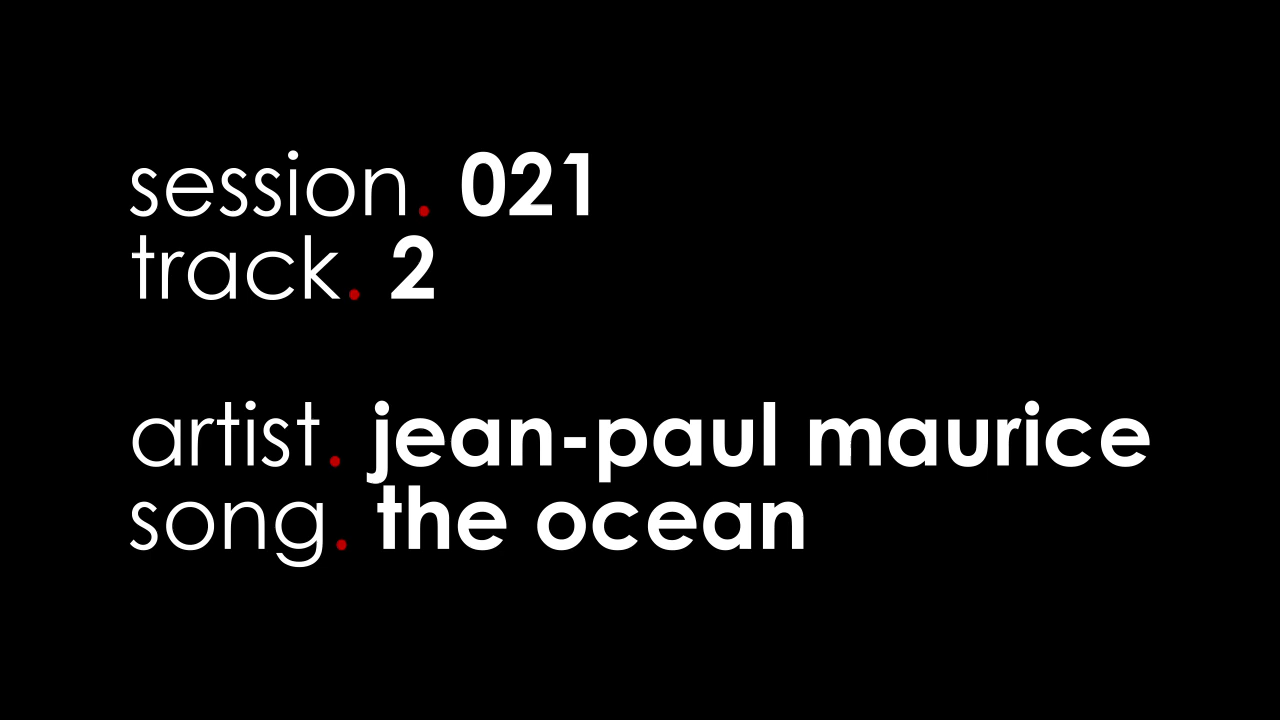 session. 021
track. 2
artist. jean-paul maurice
song. the ocean